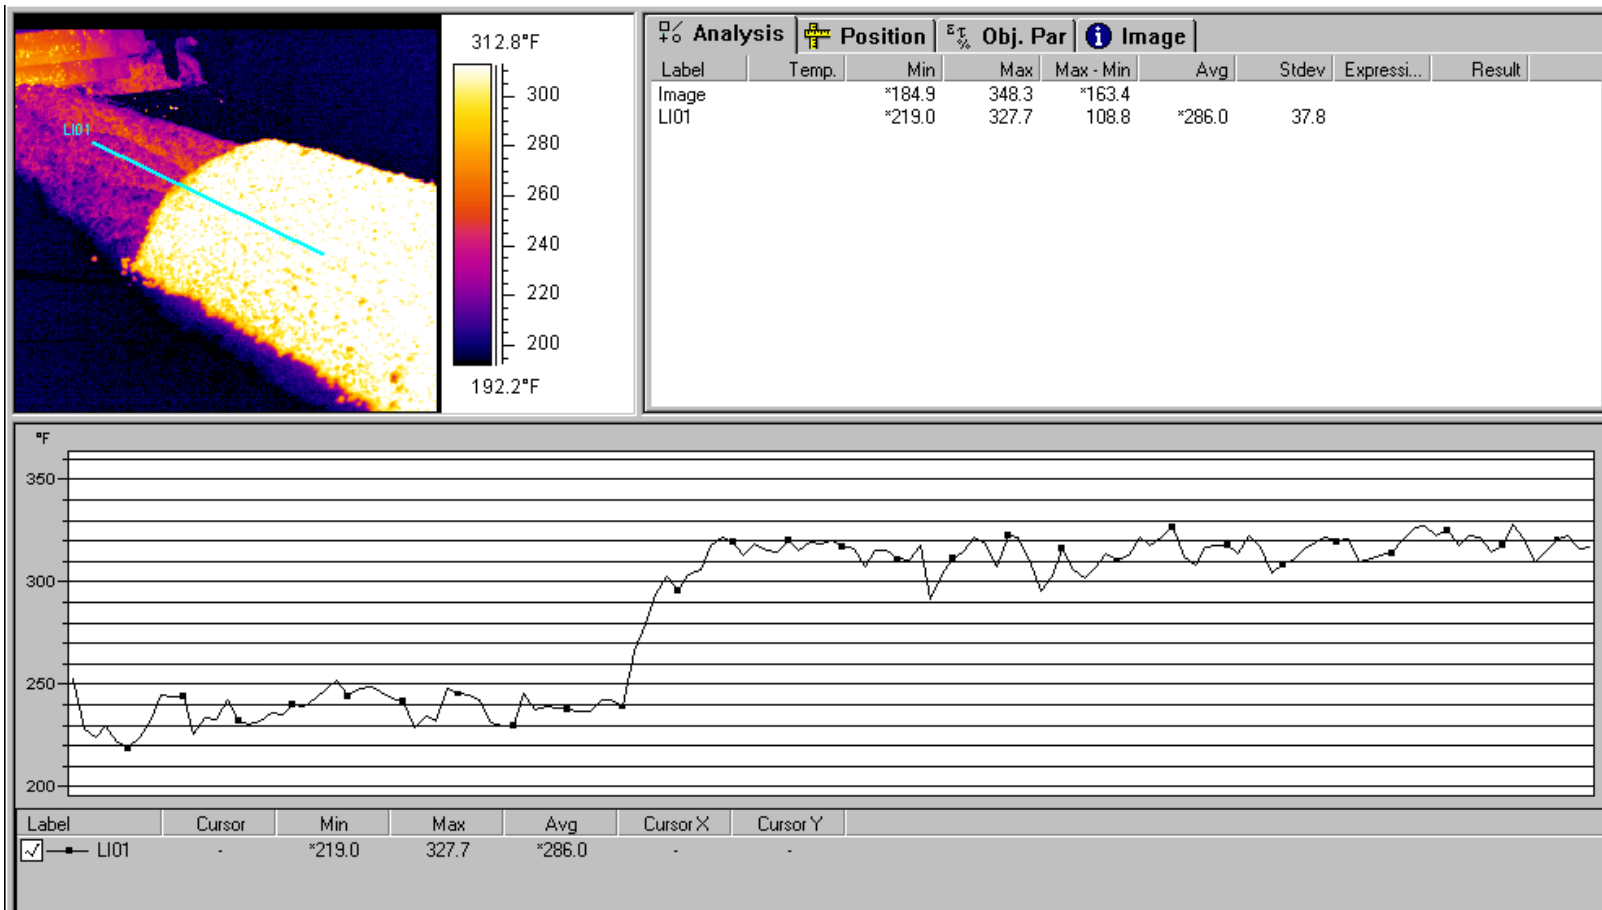 312.8°F
300
280
260
240
220
200
192.2°F
LI01
Analysis Position Obj. Par Image
Label Temp. Min Max Max - Min Avg Stdev Expressi... Result
Image *184.9 348.3 *163.4
LI01 *219.0 327.7 108.8 *286.0 37.8
°F
350
300
250
200
Label Cursor Min Max Avg Cursor X Cursor Y
LI01 - *219.0 327.7 *286.0 - -